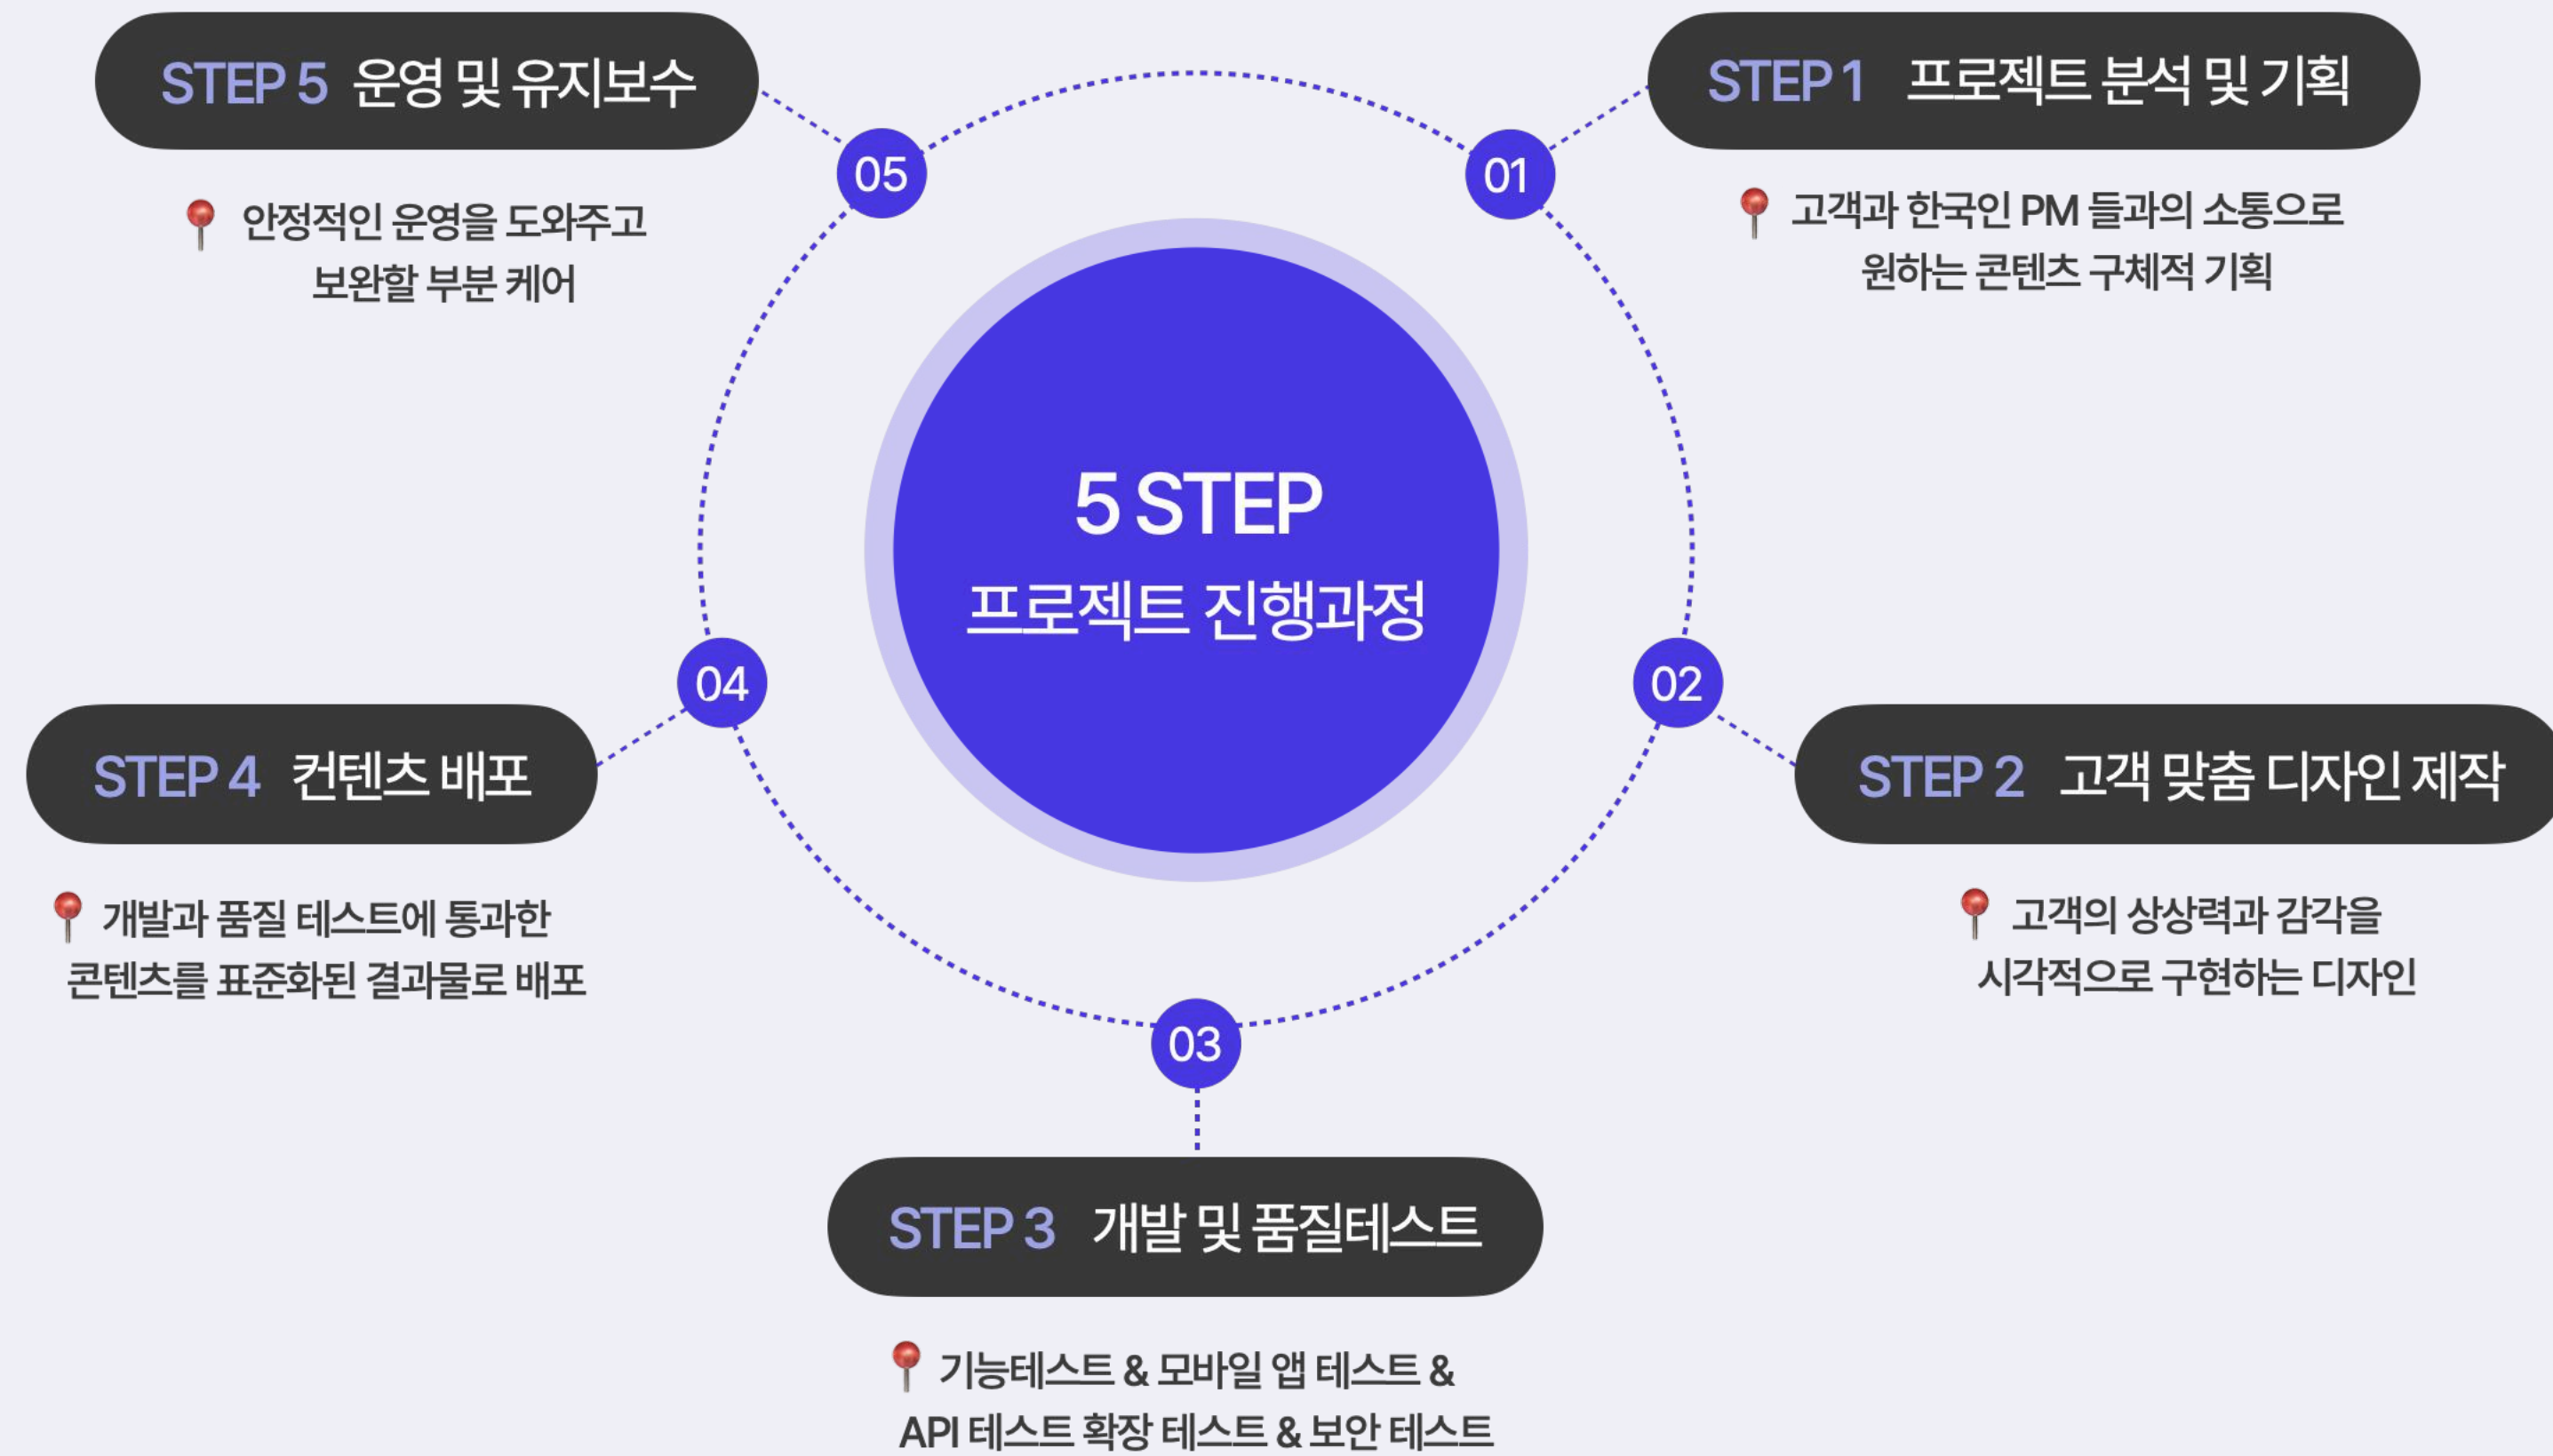 5 STEP
프로젝트 진행과정
01
STEP 1 프로젝트 분석 및 기획
고객과 한국인 PM 들과의 소통으로
원하는 콘텐츠 구체적 기획
02
STEP 2 고객 맞춤 디자인 제작
고객의 상상력과 감각을
시각적으로 구현하는 디자인
03
STEP 3 개발 및 품질테스트
기능테스트 & 모바일 앱 테스트 &
API 테스트 확장 테스트 & 보안 테스트
04
STEP 4 컨텐츠 배포
개발과 품질 테스트에 통과한
콘텐츠를 표준화된 결과물로 배포
05
STEP 5 운영 및 유지보수
안정적인 운영을 도와주고
보완할 부분 케어